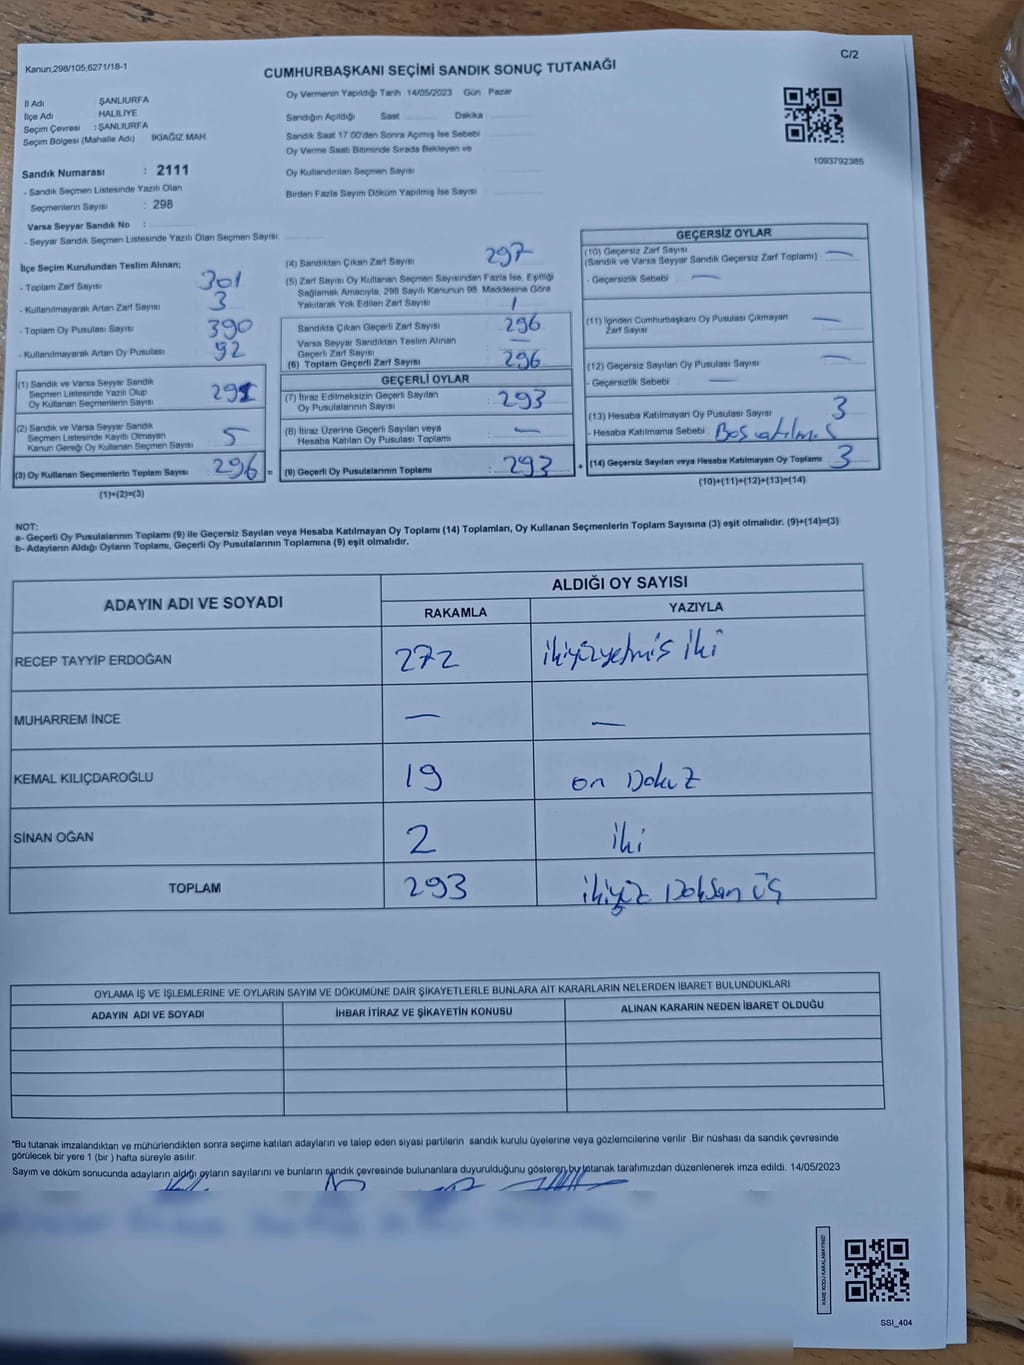 Kanun;298/105,6271/18-1
C/2
CUMHURBAŞKANI SEÇİMİ SANDIK SONUÇ TUTANAĞI
İl Adı ŞANLIURFA
İlçe Adı HALİLİYE
Seçim Çevresi : ŞANLIURFA
Seçim Bölgesi (Mahalle Adı) İKİAĞIZ MAH
Sandık Numarası : 2111
- Sandık Seçmen Listesinde Yazılı Olan
Seçmenlerin Sayısı : 298
Varsa Seyyar Sandık No :
- Seyyar Sandık Seçmen Listesinde Yazılı Olan Seçmen Sayısı
Oy Vermenin Yapıldığı Tarih 14/05/2023 Gün Pazar
Sandığın Açıldığı Saat Dakika
Sandık Saat 17:00'den Sonra Açımış İse Sebebi
Oy Verme Saati Bitiminde Sırada Bekleyen ve
Oy Kullandırılan Seçmen Sayısı
Birden Fazla Sayım Döküm Yapılmış İse Sayısı
1093792385
İlçe Seçim Kurulundan Teslim Alınan;
- Toplam Zarf Sayısı 301
- Kullanılmayarak Artan Zarf Sayısı 3
- Toplam Oy Pusulası Sayısı 390
- Kullanılmayarak Artan Oy Pusulası 92
(1) Sandık ve Varsa Seyyar Sandık
Seçmen Listesinde Yazılı Olup
Oy Kullanan Seçmenlerin Sayısı 291
(2) Sandık ve Varsa Seyyar Sandık
Seçmen Listesinde Kayıtlı Olmayan
Kanun Gereği Oy Kullanan Seçmen Sayısı 5
(3) Oy Kullanan Seçmenlerin Toplam Sayısı 296 =
(1)+(2)=(3)
(4) Sandıktan Çıkan Zarf Sayısı 297
(5) Zarf Sayısı Oy Kullanan Seçmen Sayısından Fazla İse, Eşitliği
Sağlamak Amacıyla, 298 Sayılı Kanunun 98. Maddesine Göre
Yakılarak Yok Edilen Zarf Sayısı 1
Sandıkta Çıkan Geçerli Zarf Sayısı 296
Varsa Seyyar Sandıktan Teslim Alınan
Geçerli Zarf Sayısı —
(6) Toplam Geçerli Zarf Sayısı 296
GEÇERLİ OYLAR
(7) İtiraz Edilmeksizin Geçerli Sayılan
Oy Pusulalarının Sayısı : 293
(8) İtiraz Üzerine Geçerli Sayılan veya
Hesaba Katılan Oy Pusulası Toplamı : —
(9) Geçerli Oy Pusulalarının Toplamı : 293 +
GEÇERSİZ OYLAR
(10) Geçersiz Zarf Sayısı
(Sandık ve Varsa Seyyar Sandık Geçersiz Zarf Toplamı) —
- Geçersizlik Sebebi —
(11) İçinden Cumhurbaşkanı Oy Pusulası Çıkmayan
Zarf Sayısı —
(12) Geçersiz Sayılan Oy Pusulası Sayısı —
- Geçersizlik Sebebi —
(13) Hesaba Katılmayan Oy Pusulası Sayısı 3
- Hesaba Katılmama Sebebi : Boş atılmış
(14) Geçersiz Sayılan veya Hesaba Katılmayan Oy Toplamı : 3
(10)+(11)+(12)+(13)=(14)
NOT:
a- Geçerli Oy Pusulalarının Toplamı (9) ile Geçersiz Sayılan veya Hesaba Katılmayan Oy Toplamı (14) Toplamları, Oy Kullanan Seçmenlerin Toplam Sayısına (3) eşit olmalıdır. (9)+(14)=(3)
b- Adayların Aldığı Oyların Toplamı, Geçerli Oy Pusulalarının Toplamına (9) eşit olmalıdır.
ADAYIN ADI VE SOYADI
ALDIĞI OY SAYISI
RAKAMLA YAZIYLA
RECEP TAYYİP ERDOĞAN 272 ikiyüzyetmiş iki
MUHARREM İNCE — —
KEMAL KILIÇDAROĞLU 19 on Dokuz
SİNAN OĞAN 2 iki
TOPLAM 293 ikiyüz Doksan üç
OYLAMA İŞ VE İŞLEMLERİNE VE OYLARIN SAYIM VE DÖKÜMÜNE DAİR ŞİKAYETLERLE BUNLARA AİT KARARLARIN NELERDEN İBARET BULUNDUKLARI
ADAYIN ADI VE SOYADI İHBAR İTİRAZ VE ŞİKAYETİN KONUSU ALINAN KARARIN NEDEN İBARET OLDUĞU
"Bu tutanak imzalandıktan ve mühürlendikten sonra seçime katılan adayların ve talep eden siyasi partilerin sandık kurulu üyelerine veya gözlemcilerine verilir .Bir nüshası da sandık çevresinde
görülecek bir yere 1 (bir ) hafta süreyle asılır.
Sayım ve döküm sonucunda adayların aldığı oyların sayılarını ve bunların sandık çevresinde bulunanlara duyurulduğunu gösteren bu tutanak tarafımızdan düzenlenerek imza edildi. 14/05/2023
KARE KODU KARALAMAYINIZ!
SSI_404